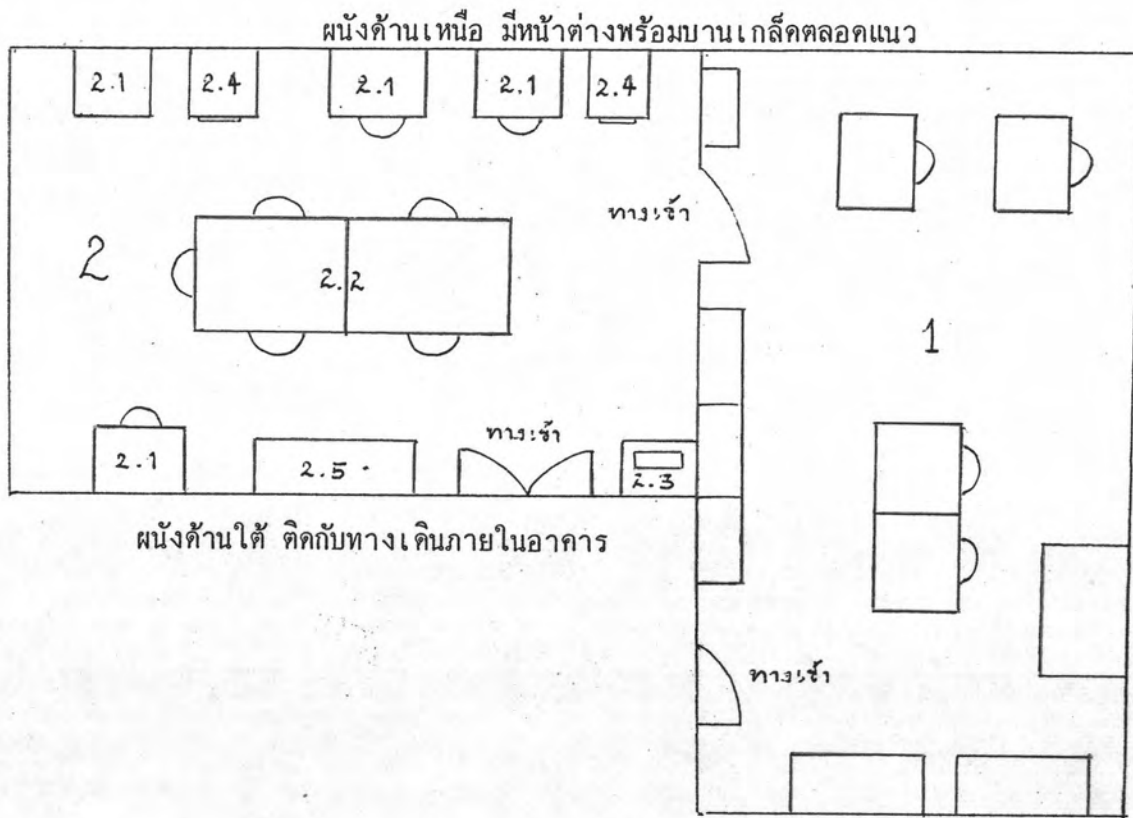 ผนังด้านเหนือ มีหน้าต่างพร้อมบานเกล็ดตลอดแนว
2.1 2.4 2.1 2.1 2.4
ทางเข้า
2 2.2
1
ทางเข้า
2.1 2.5 2.3
ผนังด้านใต้ ติดกับทางเดินภายในอาคาร
ทางเข้า